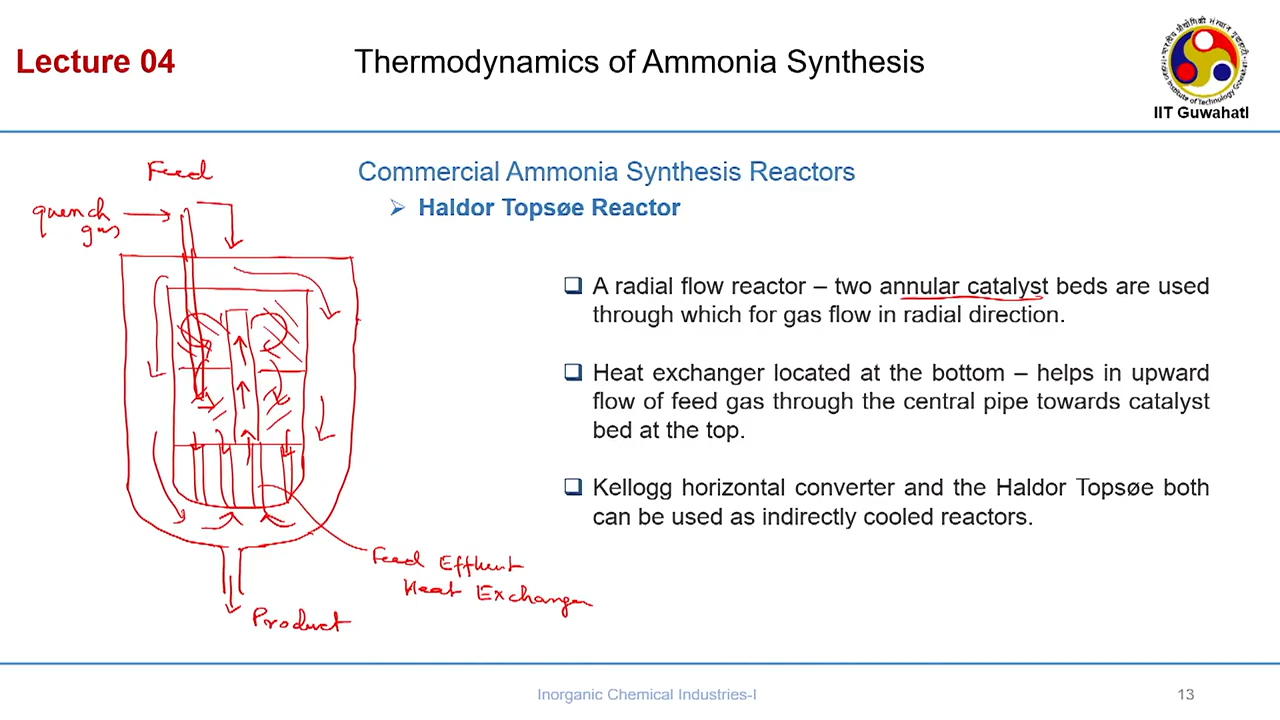 Lecture 04
Thermodynamics of Ammonia Synthesis
IIT Guwahati
Commercial Ammonia Synthesis Reactors
➢ Haldor Topsøe Reactor
❑ A radial flow reactor – two annular catalyst beds are used
through which for gas flow in radial direction.
❑ Heat exchanger located at the bottom – helps in upward
flow of feed gas through the central pipe towards catalyst
bed at the top.
❑ Kellogg horizontal converter and the Haldor Topsøe both
can be used as indirectly cooled reactors.
Feed
quench
gas
Feed Effluent
Heat Exchanger
Product
Inorganic Chemical Industries-I
13